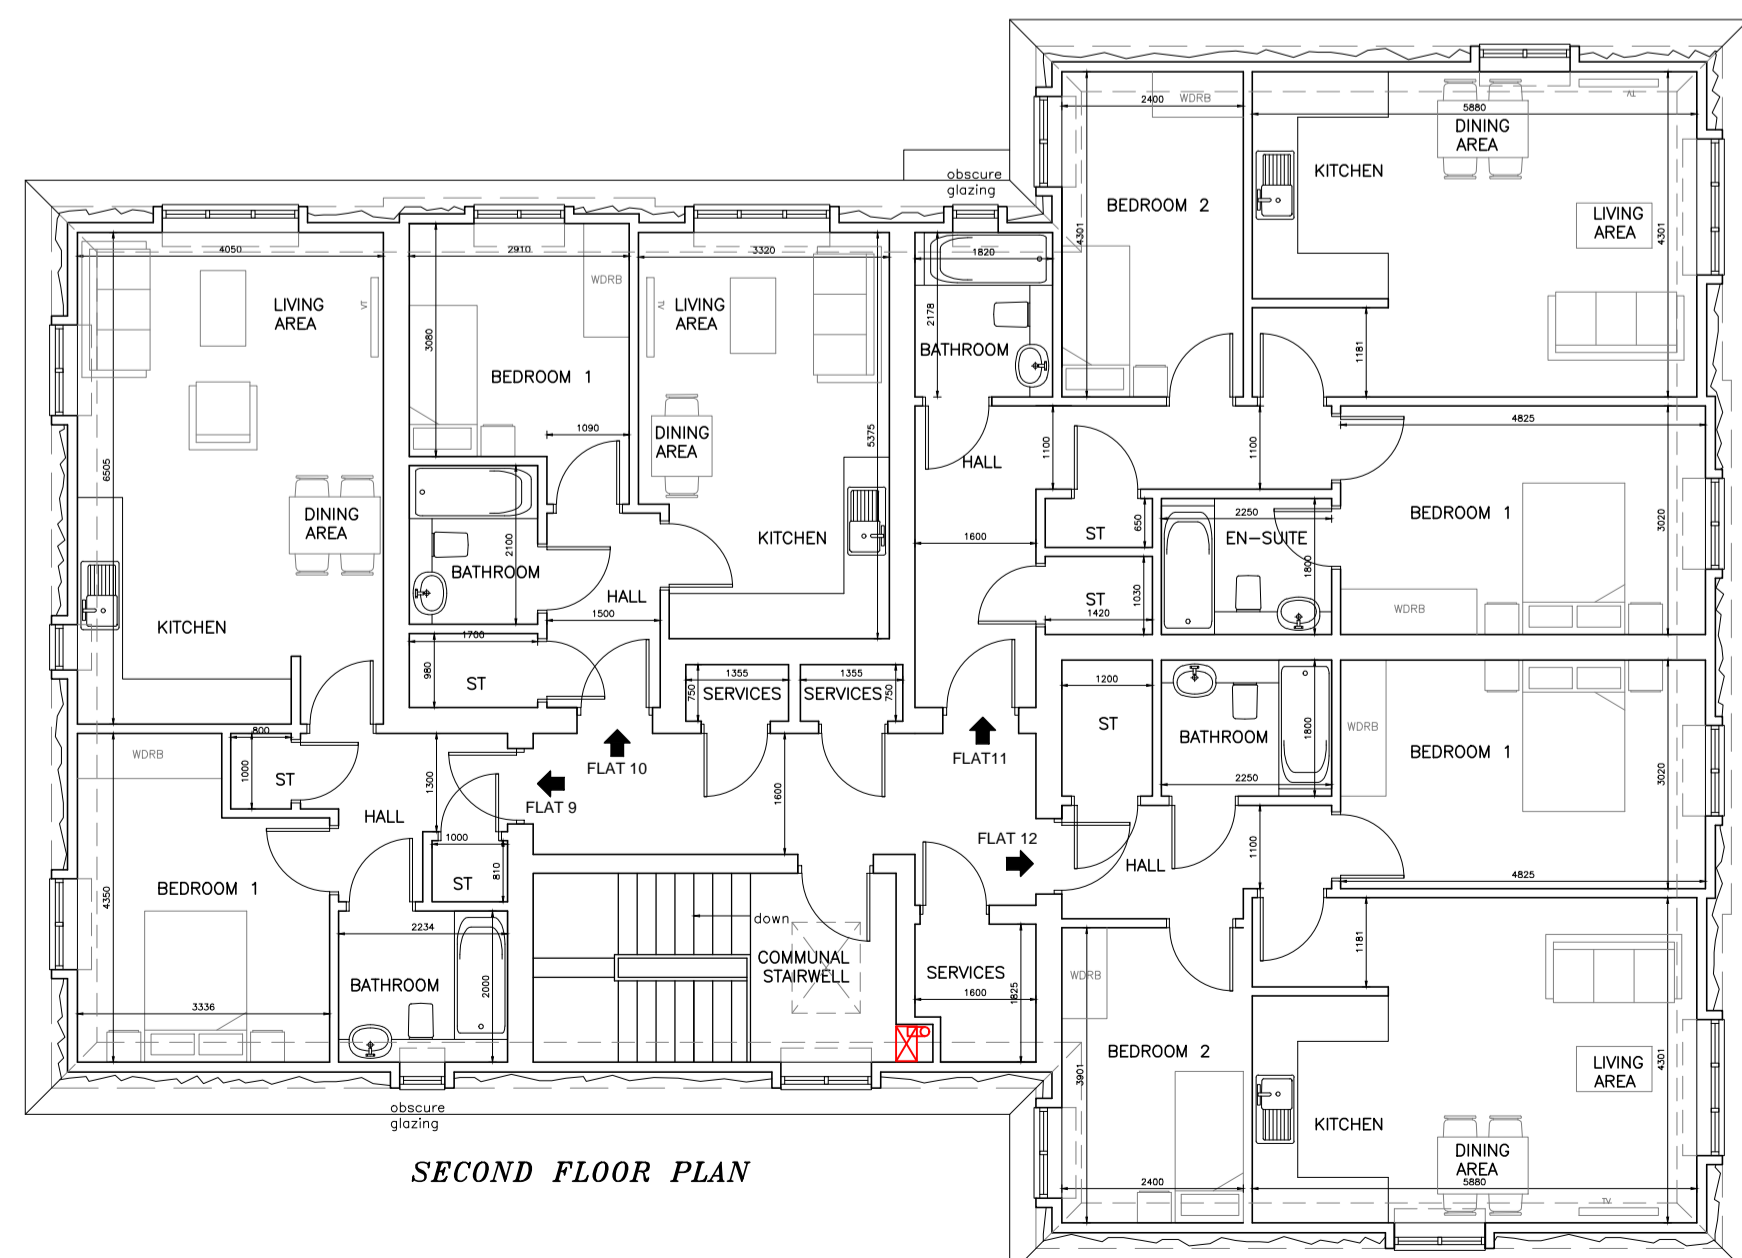 obscure
glazing
2400
WDRB
5880
TV
DINING
AREA
KITCHEN
BEDROOM 2
LIVING
AREA
4301
4301
4050
2910
3320
1820
LIVING
AREA
TV
WDRB
LIVING
AREA
TV
2178
3080
BEDROOM 1
BATHROOM
1181
6505
1090
DINING
AREA
5375
HALL
1100
1100
4825
DINING
AREA
KITCHEN
1600
ST
650
2250
EN-SUITE
1800
BEDROOM 1
3020
2100
BATHROOM
HALL
1500
ST
1030
1420
WDRB
KITCHEN
1700
980
ST
1355
750
SERVICES
1355
750
SERVICES
1200
ST
BATHROOM
1800
2250
WDRB
BEDROOM 1
3020
800
WDRB
1000
ST
1300
FLAT 10
FLAT 9
1600
FLAT11
HALL
1000
ST
810
FLAT 12
HALL
1100
4825
BEDROOM 1
4350
2234
down
COMMUNAL
STAIRWELL
SERVICES
1600
1825
BATHROOM
2000
3336
WDRB
1181
BEDROOM 2
3901
LIVING
AREA
4301
KITCHEN
DINING
AREA
2400
5880
TV
obscure
glazing
SECOND FLOOR PLAN